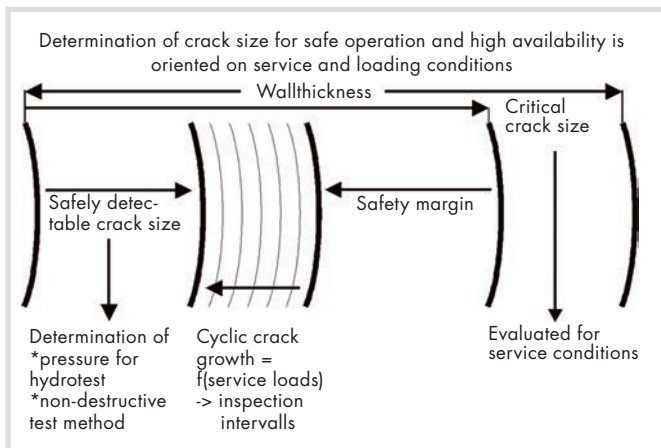 Determination of crack size for safe operation and high availability is
oriented on service and loading conditions
Wallthickness
Critical
crack size
Safely detec-
table crack size
Safety margin
Determination of
*pressure for
hydrotest
*non-destructive
test method
Cyclic crack
growth =
f(service loads)
-> inspection
intervalls
Evaluated for
service conditions